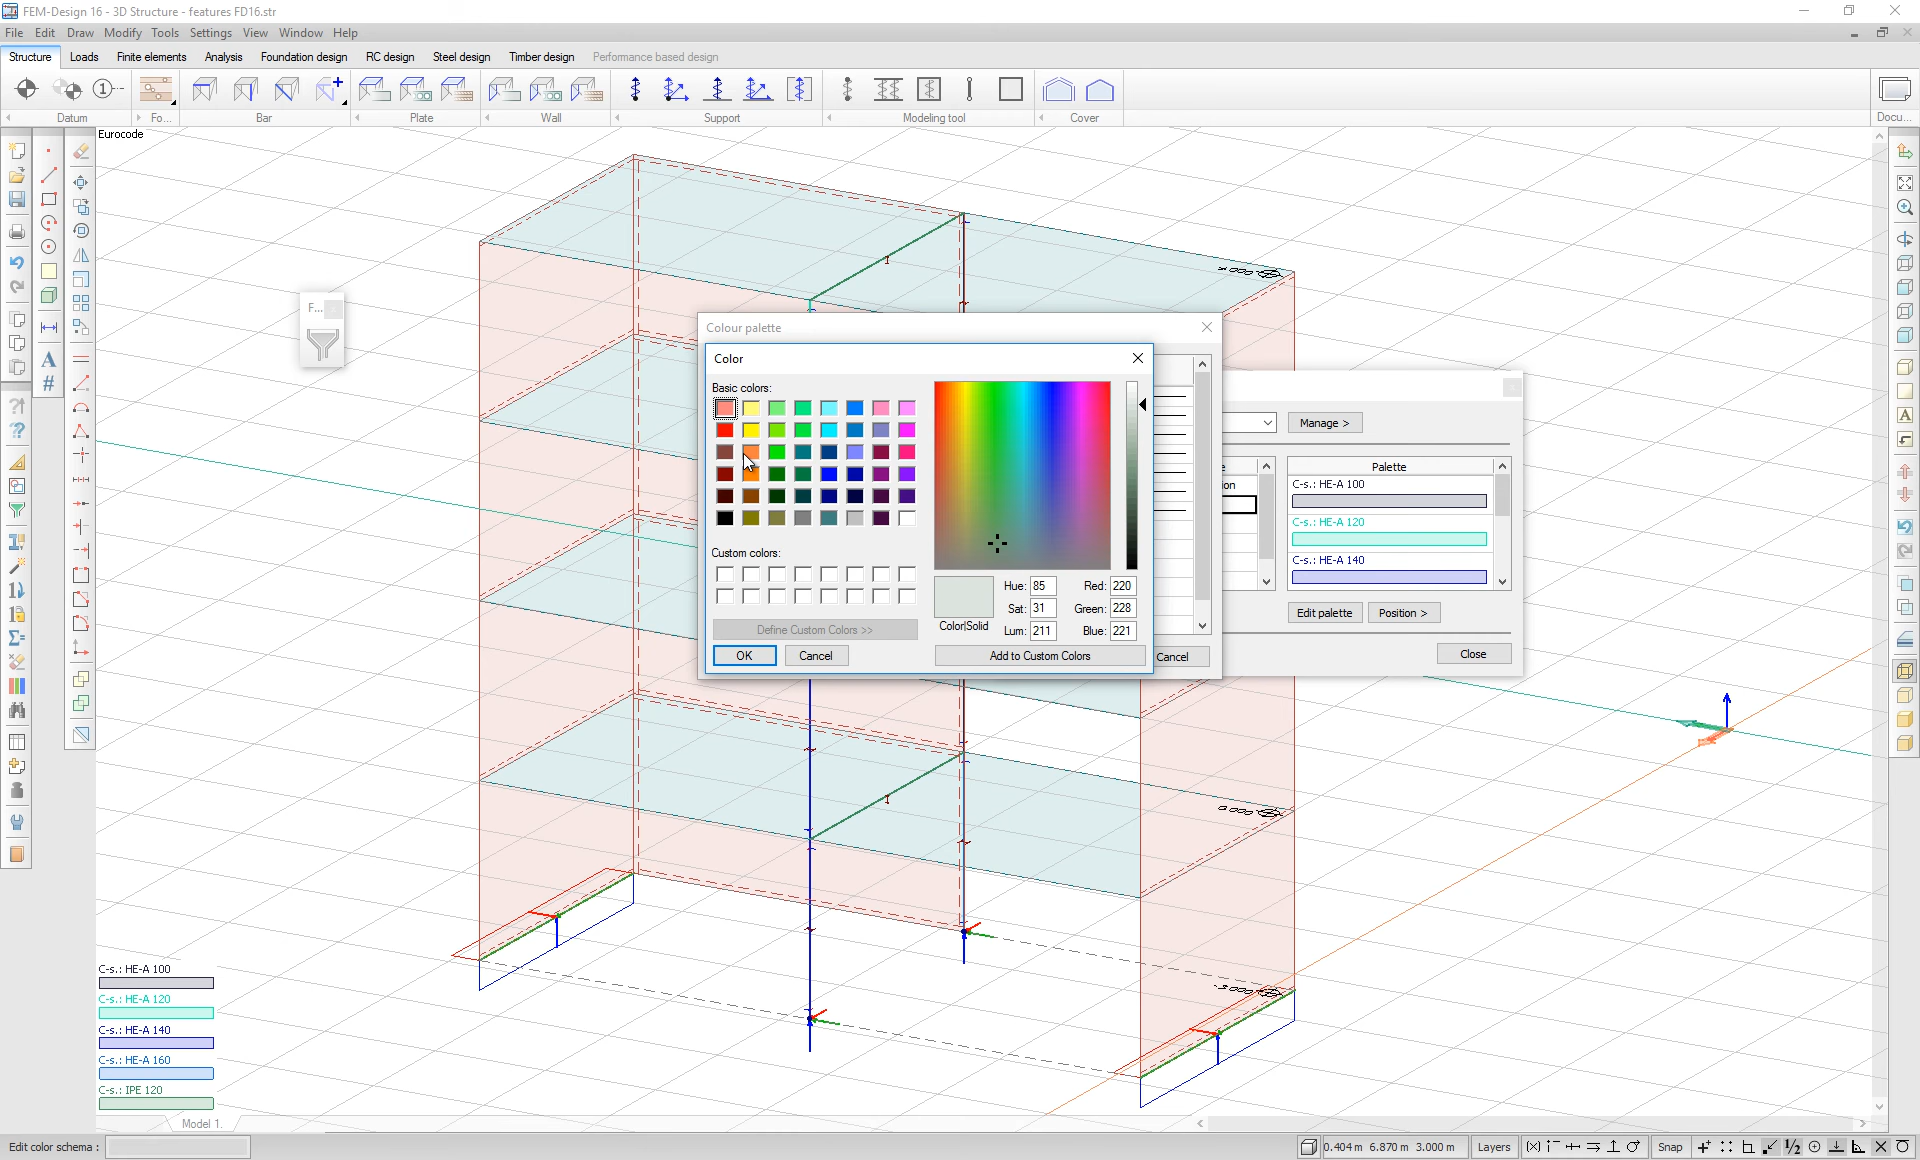 FEM-Design 16 - 3D Structure - features FD16.str
File Edit Draw Modify Tools Settings View Window Help
Structure Loads Finite elements Analysis Foundation design RC design Steel design Timber design Performance based design
Datum Fo... Bar Plate Wall Support Modeling tool Cover Docu...
Eurocode
F...
Colour palette
Color
Basic colors:
Custom colors:
Define Custom Colors >>
OK Cancel
Color|Solid
Hue: 85 Red: 220
Sat: 31 Green: 228
Lum: 211 Blue: 221
Add to Custom Colors
Cancel
Manage >
Palette
C-s.: HE-A 100
C-s.: HE-A 120
C-s.: HE-A 140
Edit palette Position >
Close
C-s.: HE-A 100
C-s.: HE-A 120
C-s.: HE-A 140
C-s.: HE-A 160
C-s.: IPE 120
Model 1.
Edit color schema :
0.404 m 6.870 m 3.000 m Layers Snap 1/2